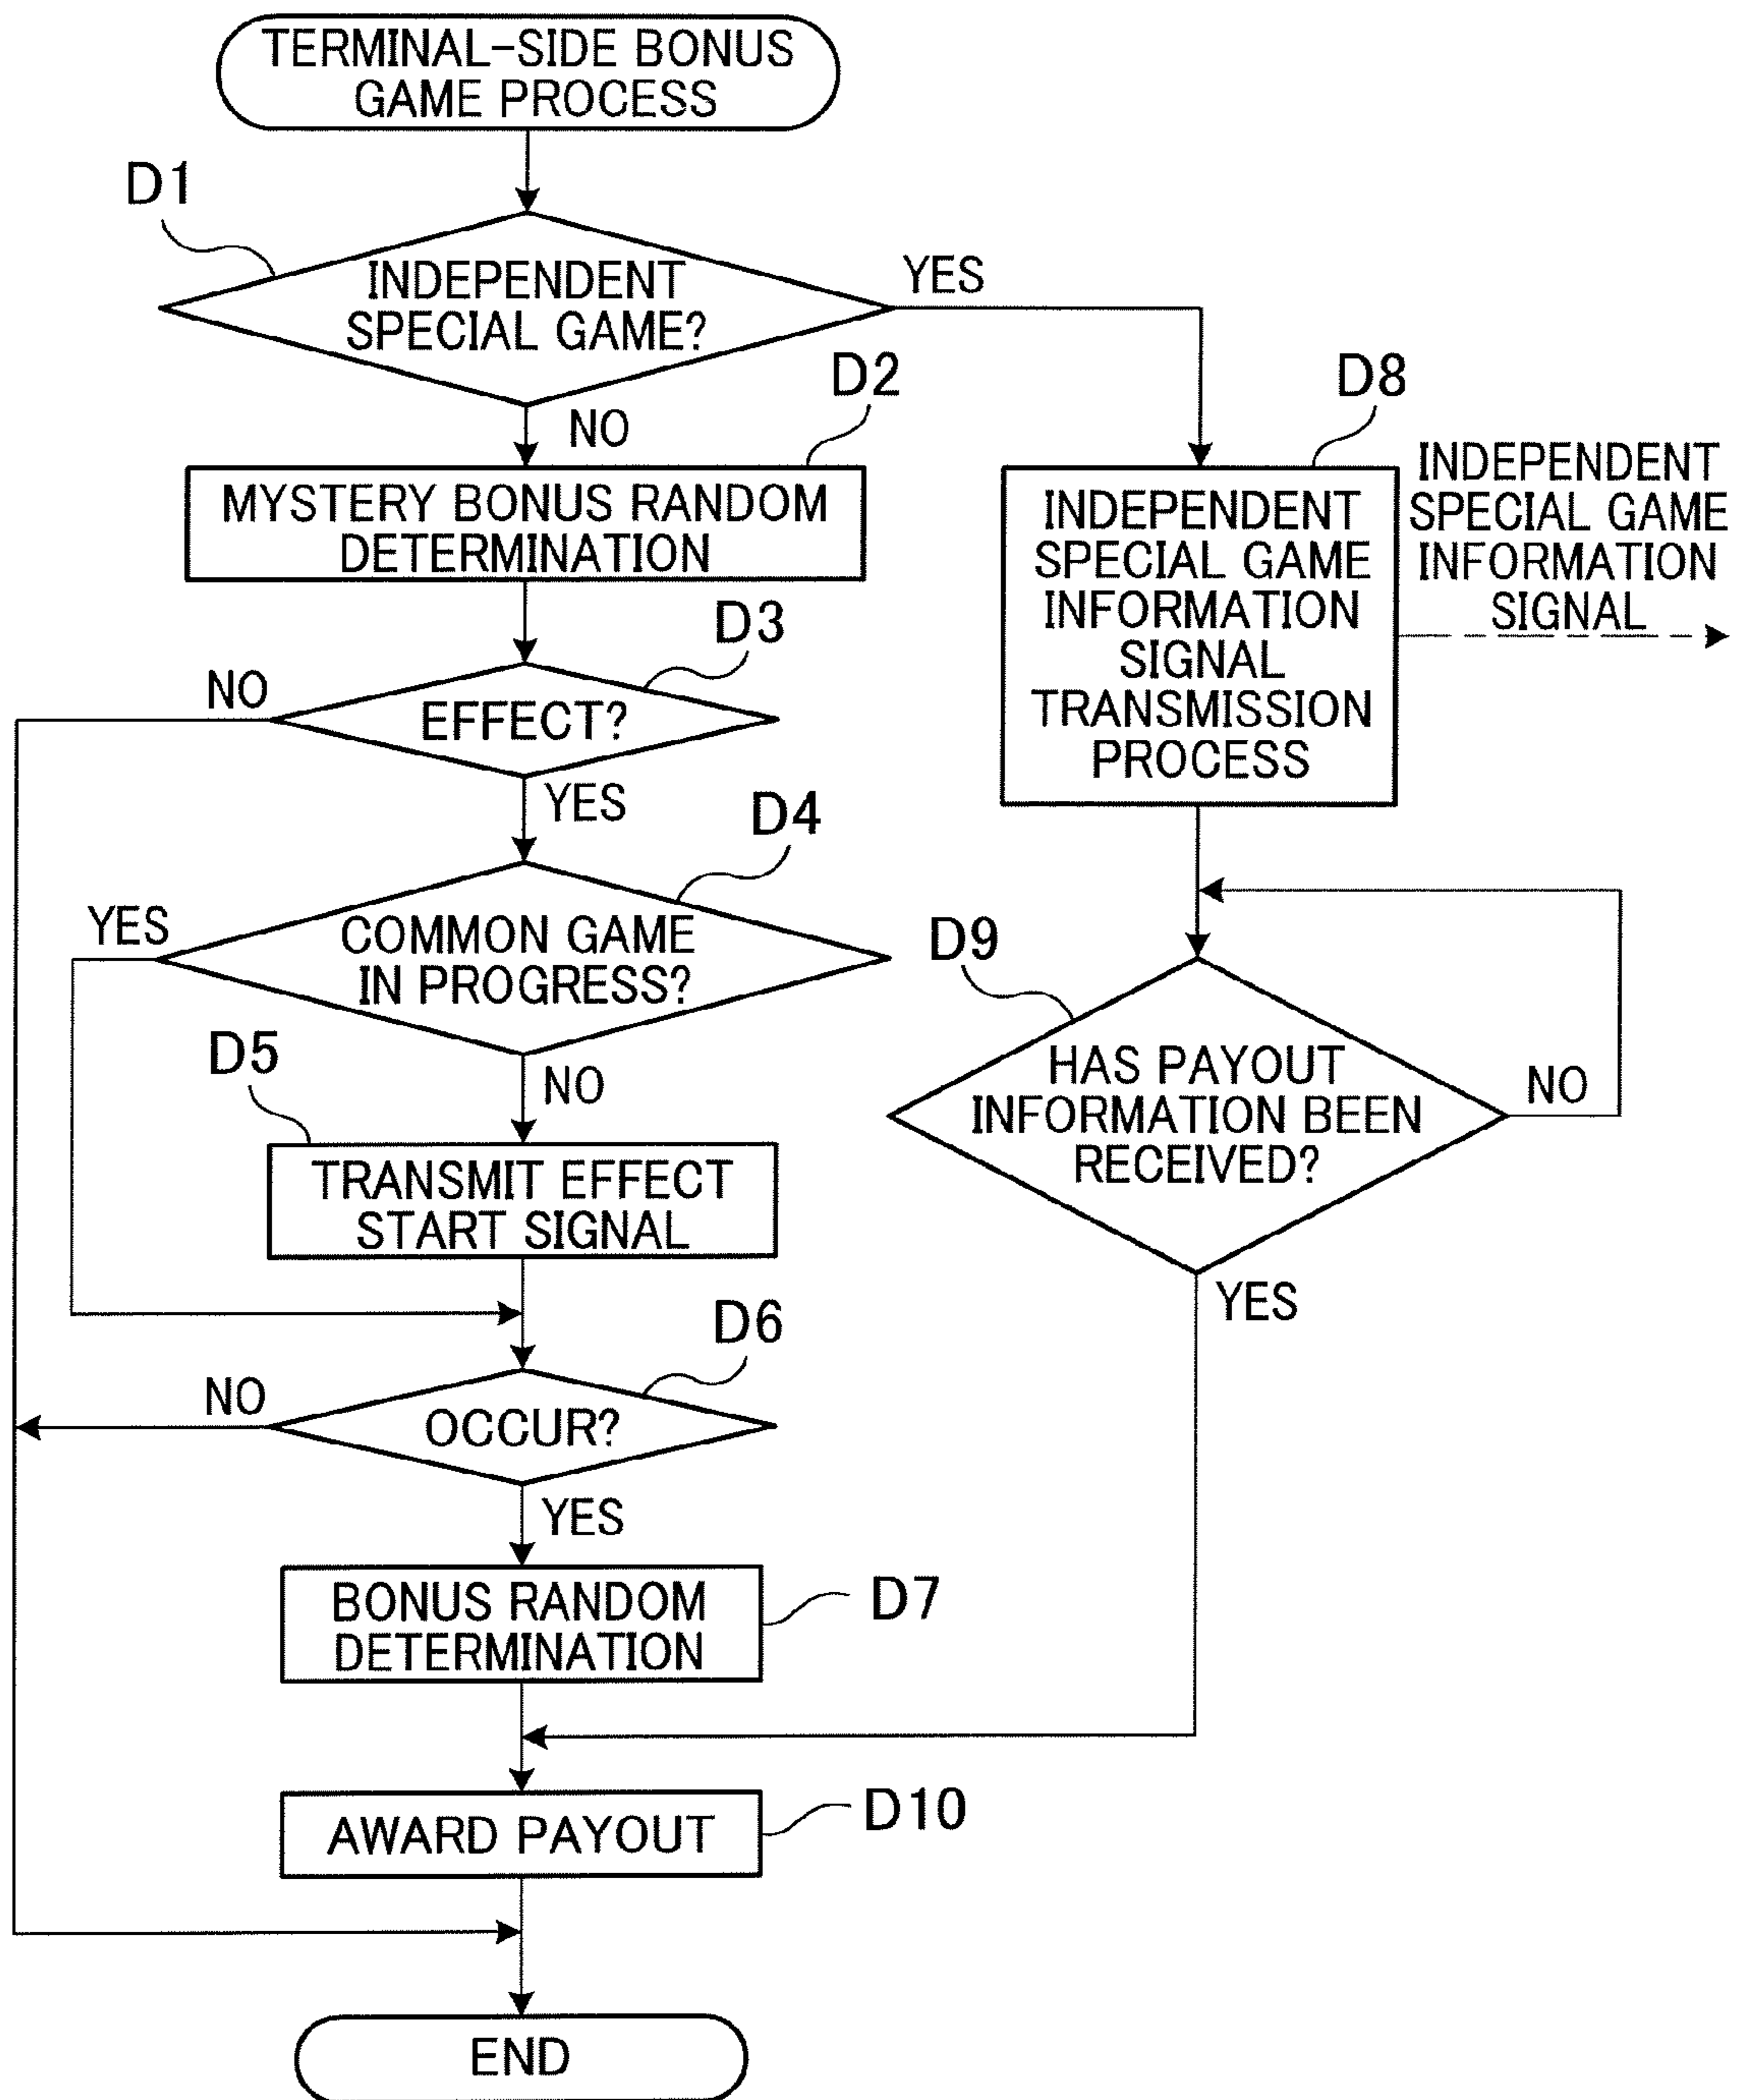 TERMINAL-SIDE BONUS
GAME PROCESS
D1
INDEPENDENT
SPECIAL GAME?
YES
NO
D2
MYSTERY BONUS RANDOM
DETERMINATION
D8
INDEPENDENT
SPECIAL GAME
INFORMATION
SIGNAL
TRANSMISSION
PROCESS
INDEPENDENT
SPECIAL GAME
INFORMATION
SIGNAL
D3
NO
EFFECT?
YES
D4
YES
COMMON GAME
IN PROGRESS?
NO
D9
HAS PAYOUT
INFORMATION BEEN
RECEIVED?
NO
YES
D5
TRANSMIT EFFECT
START SIGNAL
D6
NO
OCCUR?
YES
BONUS RANDOM
DETERMINATION
D7
AWARD PAYOUT
D10
END